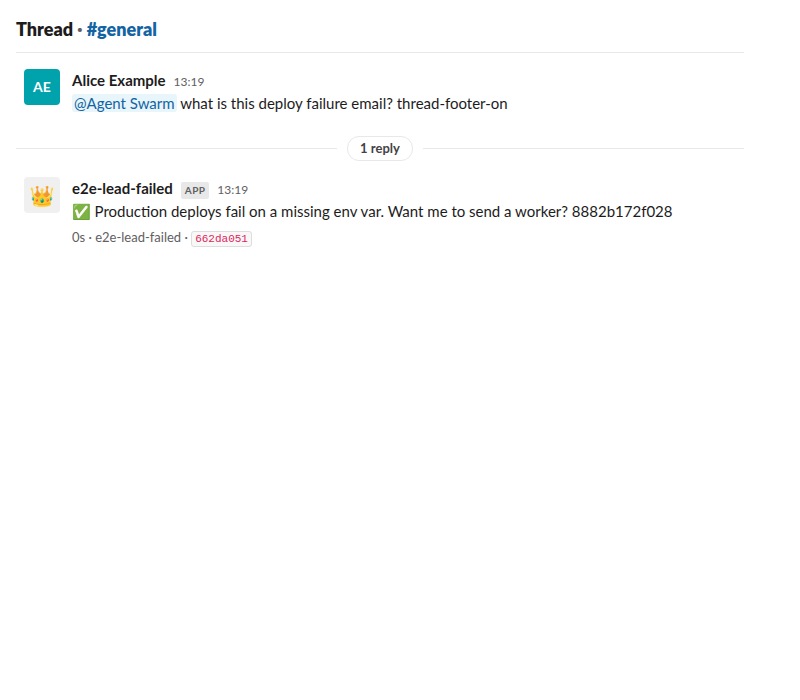 Thread • #general
AE
Alice Example 13:19
@Agent Swarm what is this deploy failure email? thread-footer-on
1 reply
e2e-lead-failed APP 13:19
✅ Production deploys fail on a missing env var. Want me to send a worker? 8882b172f028
0s · e2e-lead-failed · 662da051